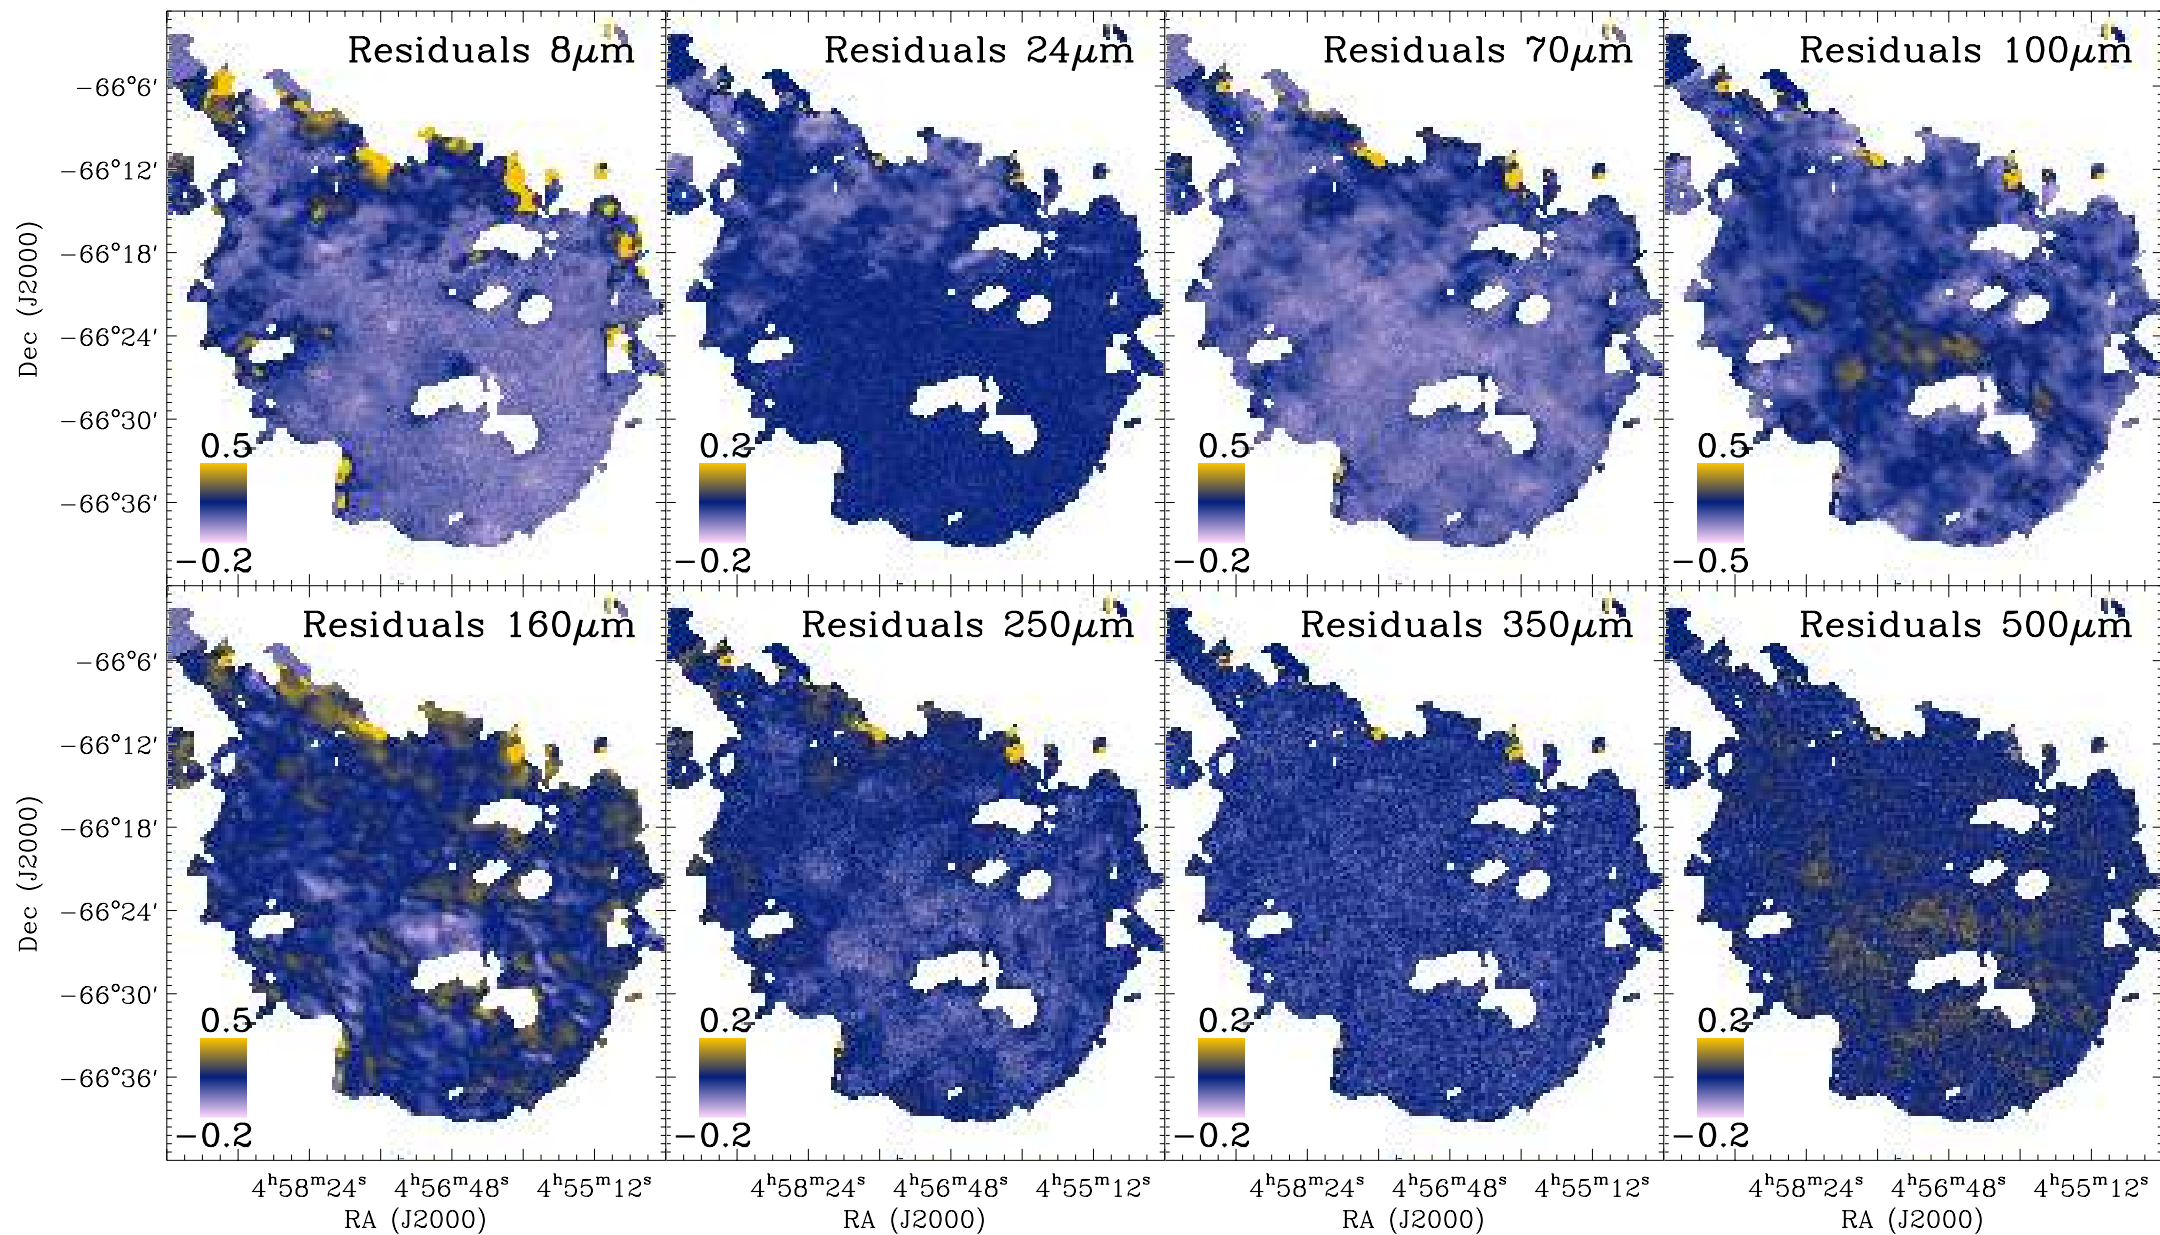 Residuals 8μm
Residuals 24μm
Residuals 70μm
Residuals 100μm
−66°6′
−66°12′
−66°18′
−66°24′
−66°30′
−66°36′
Dec (J2000)
0.5
−0.2
0.2
−0.2
0.5
−0.2
0.5
−0.5
Residuals 160μm
Residuals 250μm
Residuals 350μm
Residuals 500μm
−66°6′
−66°12′
−66°18′
−66°24′
−66°30′
−66°36′
Dec (J2000)
0.5
−0.2
0.2
−0.2
0.2
−0.2
0.2
−0.2
4ʰ58ᵐ24ˢ 4ʰ56ᵐ48ˢ 4ʰ55ᵐ12ˢ
4ʰ58ᵐ24ˢ 4ʰ56ᵐ48ˢ 4ʰ55ᵐ12ˢ
4ʰ58ᵐ24ˢ 4ʰ56ᵐ48ˢ 4ʰ55ᵐ12ˢ
4ʰ58ᵐ24ˢ 4ʰ56ᵐ48ˢ 4ʰ55ᵐ12ˢ
RA (J2000)
RA (J2000)
RA (J2000)
RA (J2000)